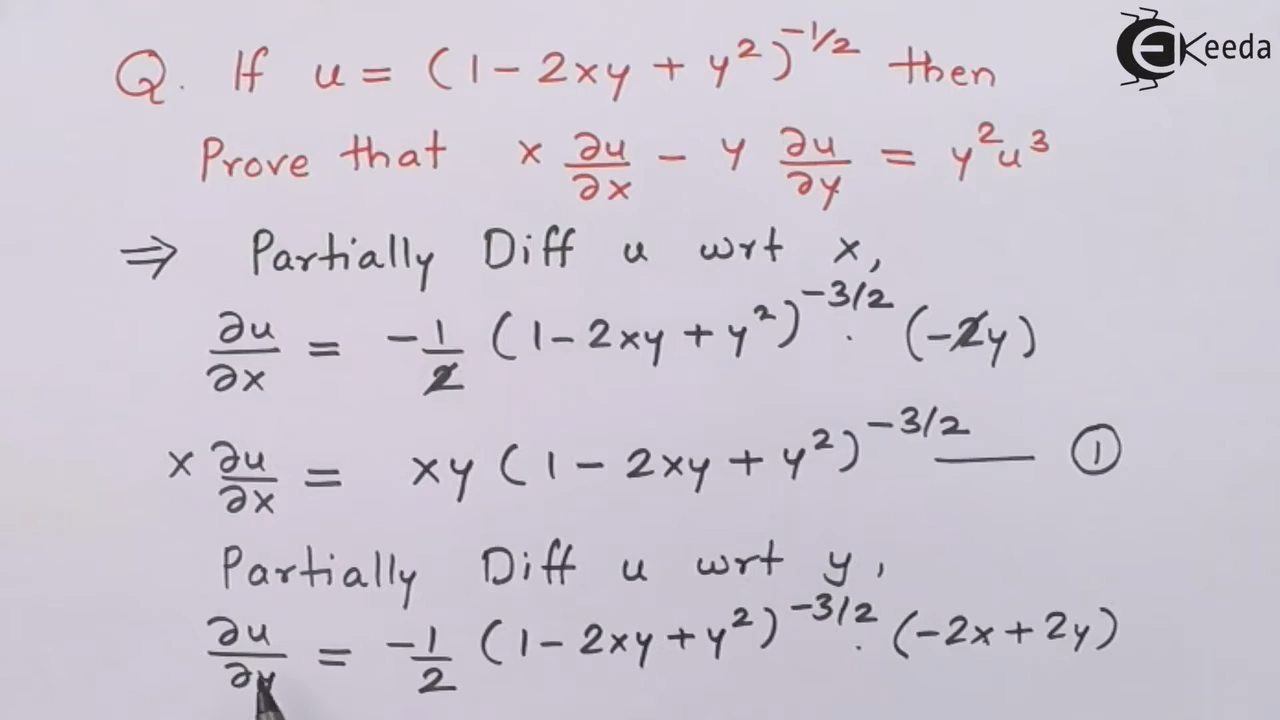 Ekeeda
Q. If u = (1 - 2xy + y²)^-1/2 then
Prove that x ∂u/∂x - y ∂u/∂y = y²u³
⇒ Partially Diff u wrt x,
∂u/∂x = -1/2 (1 - 2xy + y²)^-3/2 . (-2y)
x ∂u/∂x = xy (1 - 2xy + y²)^-3/2 —— ①
Partially Diff u wrt y,
∂u/∂y = -1/2 (1 - 2xy + y²)^-3/2 . (-2x + 2y)